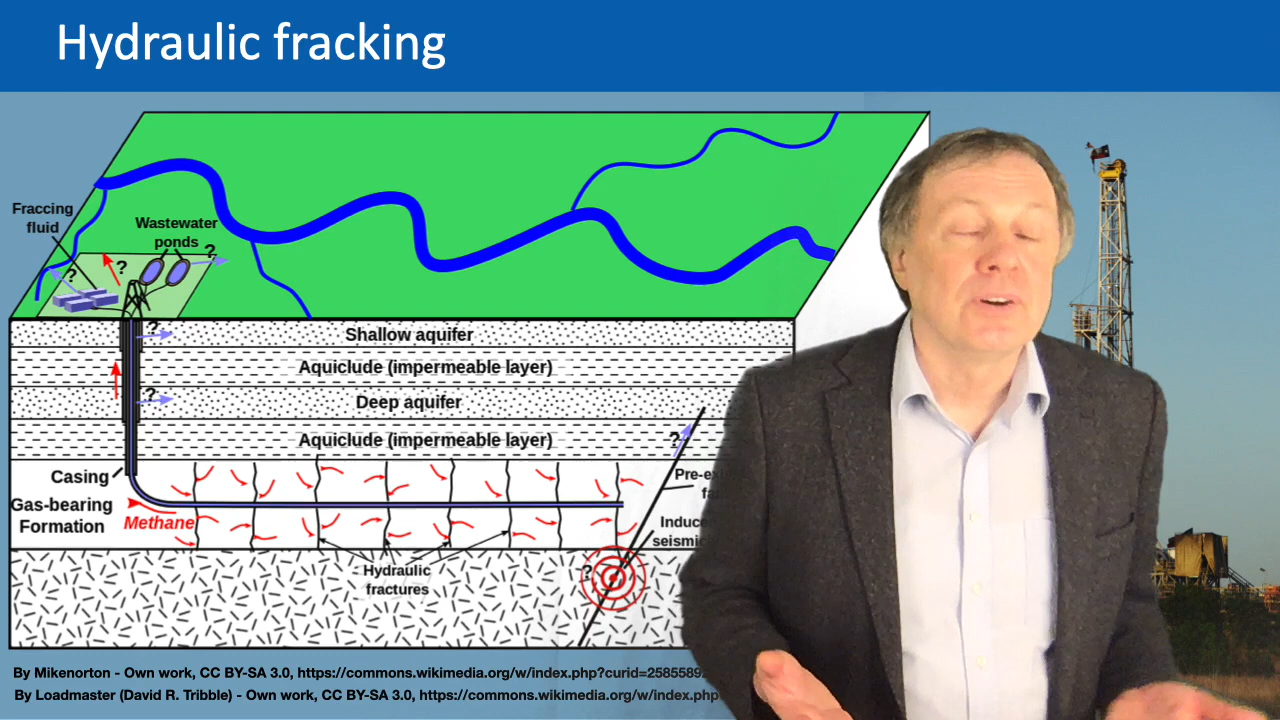 Hydraulic fracking
Fraccing
fluid
Wastewater
ponds
?
?
?
?
Shallow aquifer
Aquiclude (impermeable layer)
?
Deep aquifer
Aquiclude (impermeable layer)
?
Casing
Gas-bearing
Formation
Methane
Hydraulic
fractures
?
By Mikenorton - Own work, CC BY-SA 3.0, https://commons.wikimedia.org/w/index.php?curid=2585589
By Loadmaster (David R. Tribble) - Own work, CC BY-SA 3.0, https://commons.wikimedia.org/w/index.php